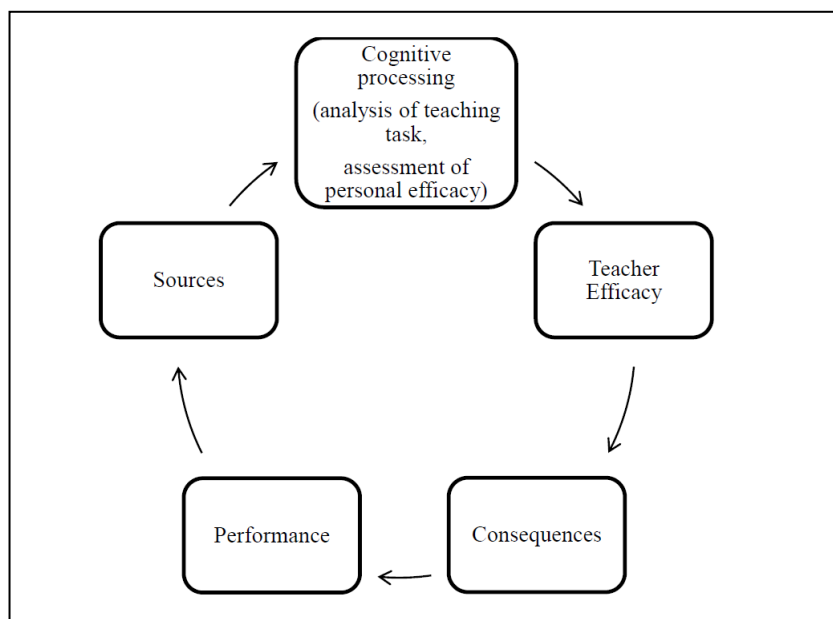 Cognitive
processing
(analysis of teaching
task,
assessment of
personal efficacy)
Sources
Teacher
Efficacy
Performance
Consequences